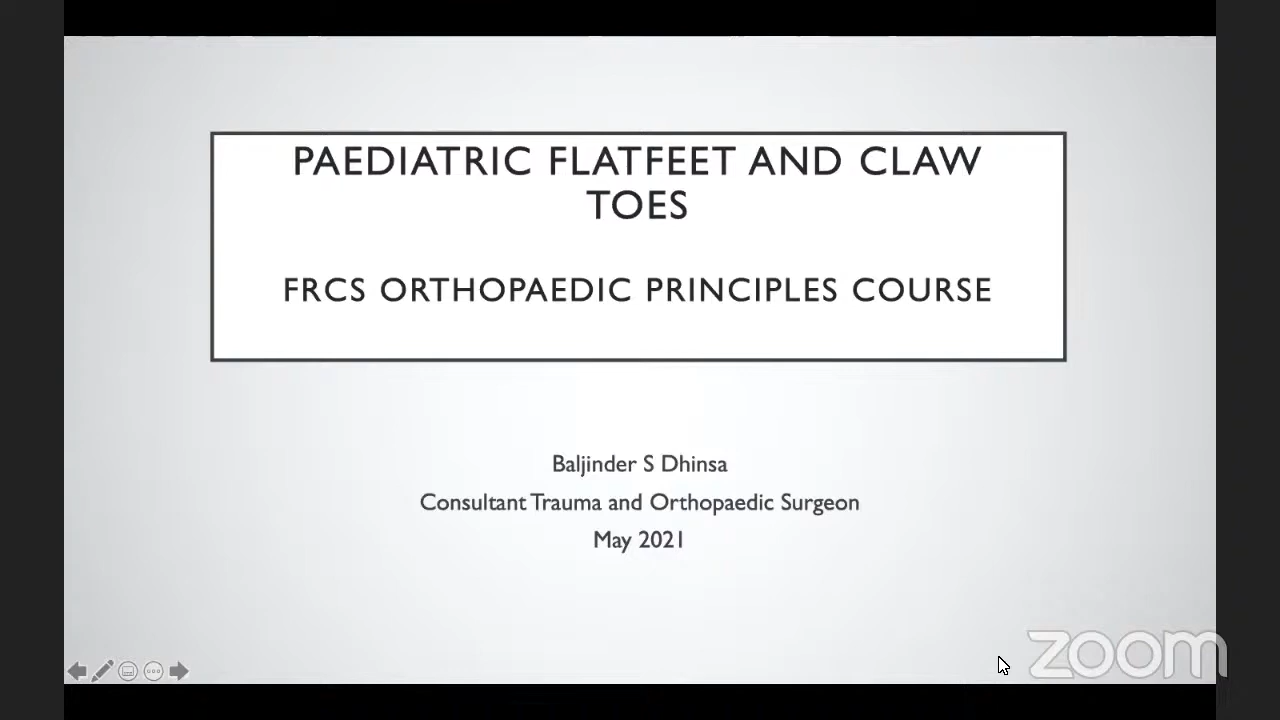 PAEDIATRIC FLATFEET AND CLAW
TOES
FRCS ORTHOPAEDIC PRINCIPLES COURSE
Baljinder S Dhinsa
Consultant Trauma and Orthopaedic Surgeon
May 2021
zoom